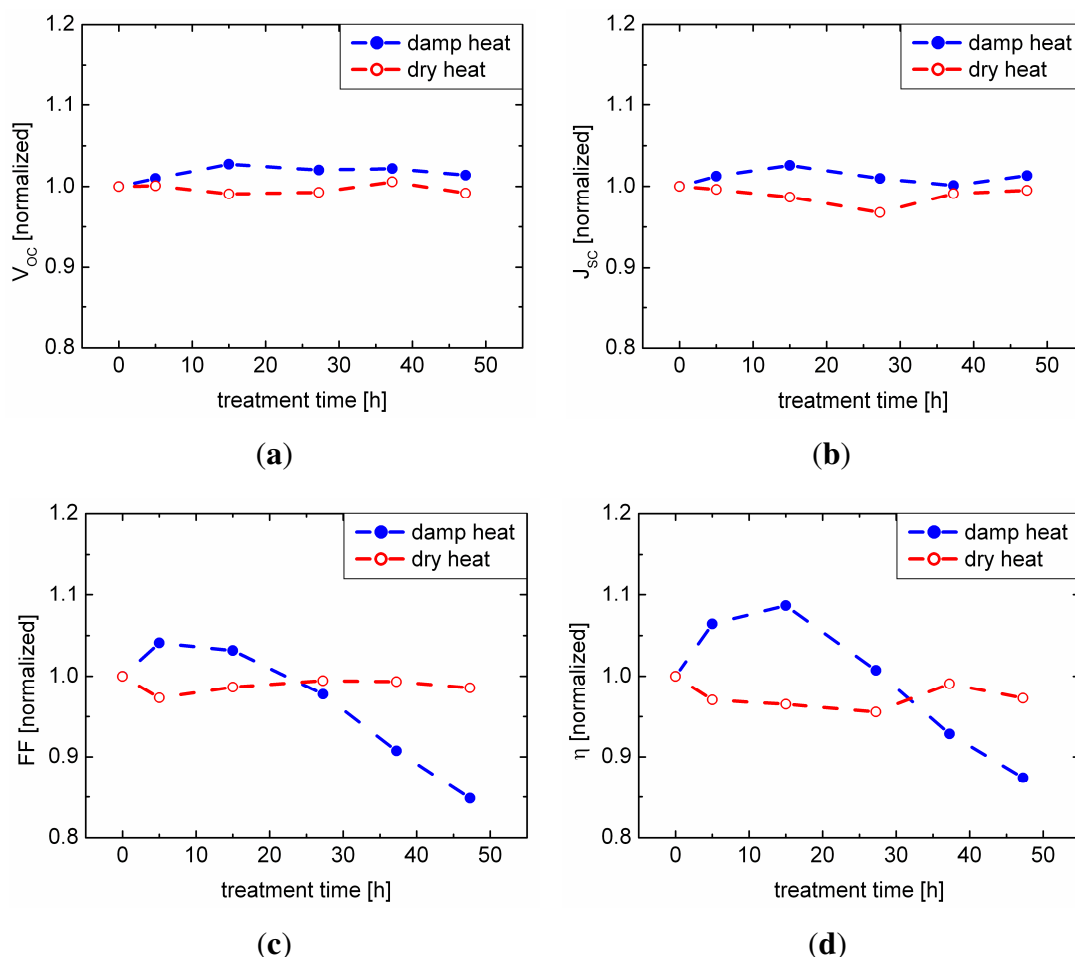 1.2
1.1
1.0
0.9
0.8
V_OC [normalized]
damp heat
dry heat
0 10 20 30 40 50
treatment time [h]
(a)
1.2
1.1
1.0
0.9
0.8
J_SC [normalized]
damp heat
dry heat
0 10 20 30 40 50
treatment time [h]
(b)
1.2
1.1
1.0
0.9
0.8
FF [normalized]
damp heat
dry heat
0 10 20 30 40 50
treatment time [h]
(c)
1.2
1.1
1.0
0.9
0.8
η [normalized]
damp heat
dry heat
0 10 20 30 40 50
treatment time [h]
(d)